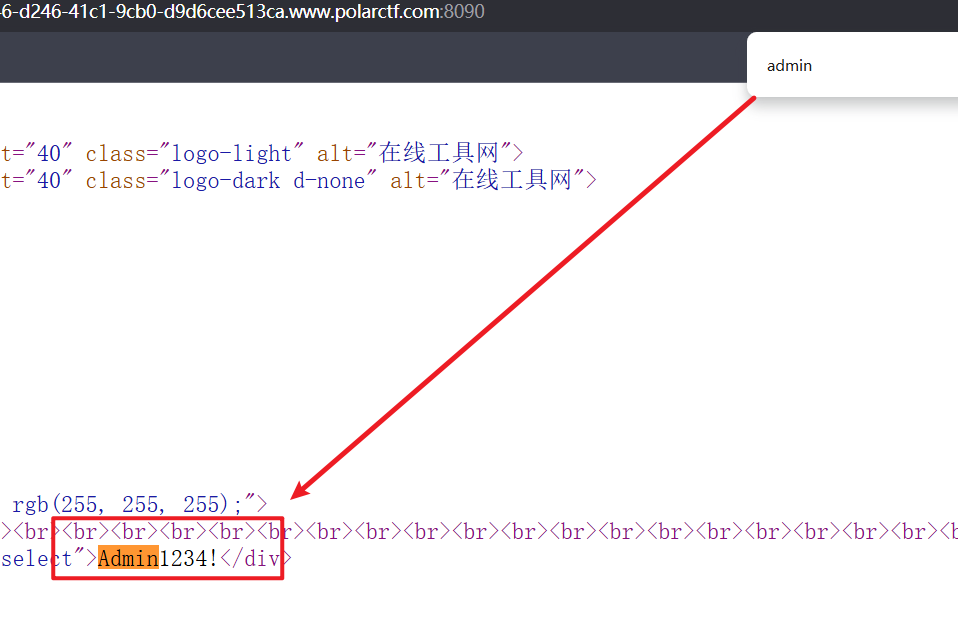 6-d246-41c1-9cb0-d9d6cee513ca.www.polarctf.com:8090
admin
t="40" class="logo-light" alt="在线工具网">
t="40" class="logo-dark d-none" alt="在线工具网">
rgb(255, 255, 255);">
><br><br><br><br><br><br><br><br><br><br><br><br><br><br><br><br><br><br><br><b
select">Admin1234!</div>